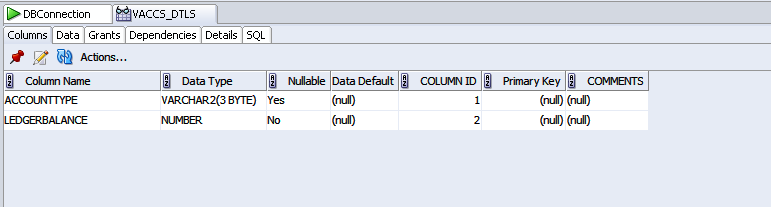 DBConnection VACCS_DTLS
Columns Data Grants Dependencies Details SQL
Actions...
Column Name Data Type Nullable Data Default COLUMN ID Primary Key COMMENTS
ACCOUNTTYPE VARCHAR2(3 BYTE) Yes (null) 1 (null) (null)
LEDGERBALANCE NUMBER No (null) 2 (null) (null)